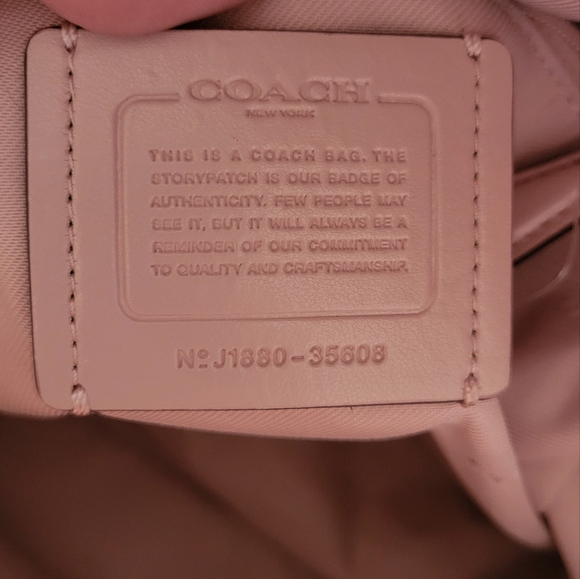 COACH
NEW YORK
THIS IS A COACH BAG. THE
STORYPATCH IS OUR BADGE OF
AUTHENTICITY. FEW PEOPLE MAY
SEE IT, BUT IT WILL ALWAYS BE A
REMINDER OF OUR COMMITMENT
TO QUALITY AND CRAFTSMANSHIP.
Nº J1880-35608